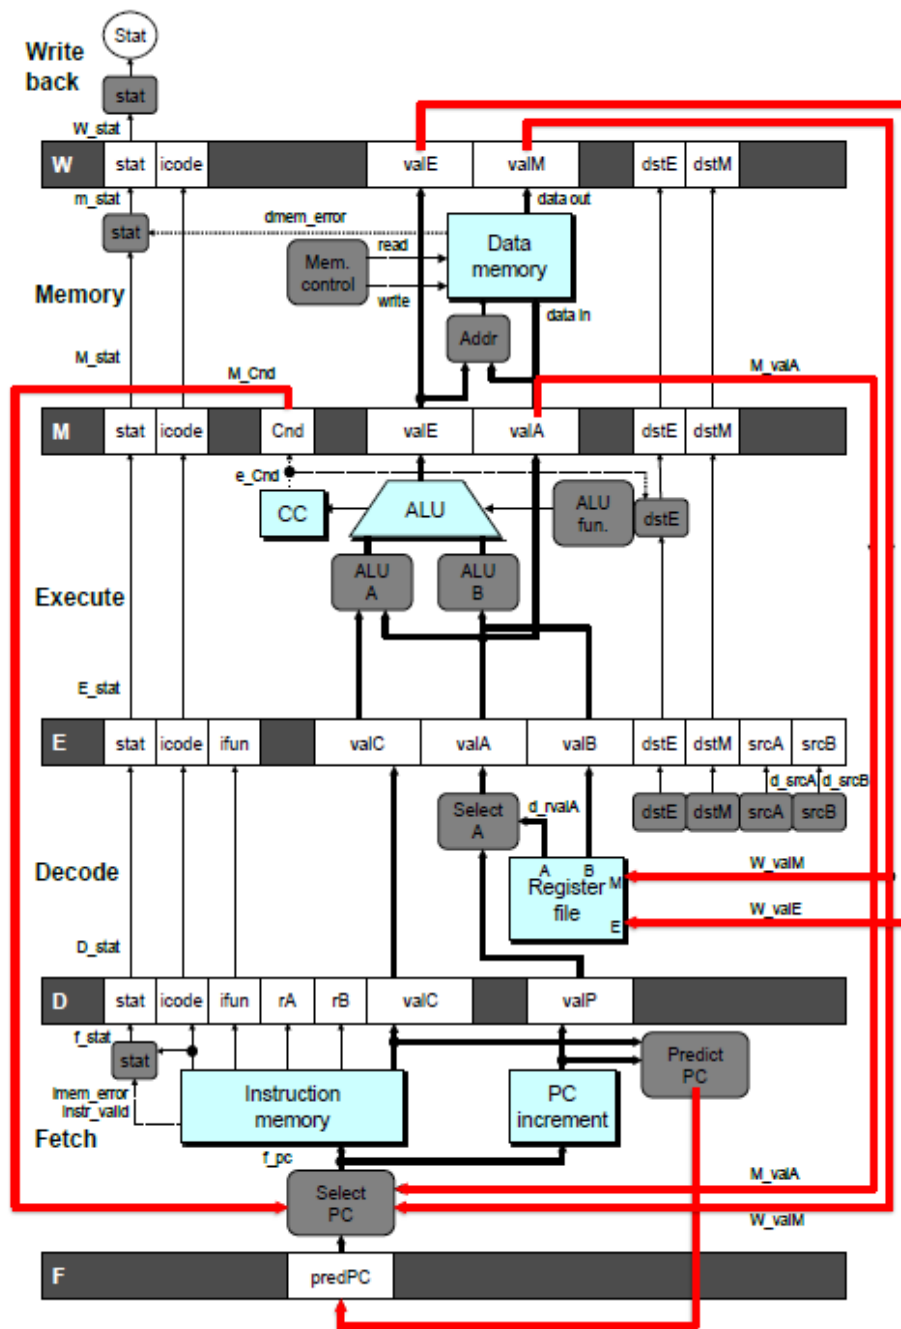 Stat
Write
back
stat
W_stat
W stat icode valE valM dstE dstM
m_stat
data out
dmem_error
stat
read
Data
memory
Mem.
control
write
Memory
data in
Addr
M_stat
M_Cnd
M_valA
M stat icode Cnd valE valA dstE dstM
e_Cnd
CC
ALU
ALU
fun.
dstE
ALU
A
ALU
B
Execute
E_stat
E stat icode ifun valC valA valB dstE dstM srcA srcB
d_srcA d_srcB
Select
A
d_rvalA
dstE dstM srcA srcB
Decode
A B
Register
file
M
E
W_valM
W_valE
D_stat
D stat icode ifun rA rB valC valP
f_stat
stat
Predict
PC
Imem_error
Instr_valid
Instruction
memory
PC
increment
Fetch
f_pc
Select
PC
M_valA
W_valM
F predPC